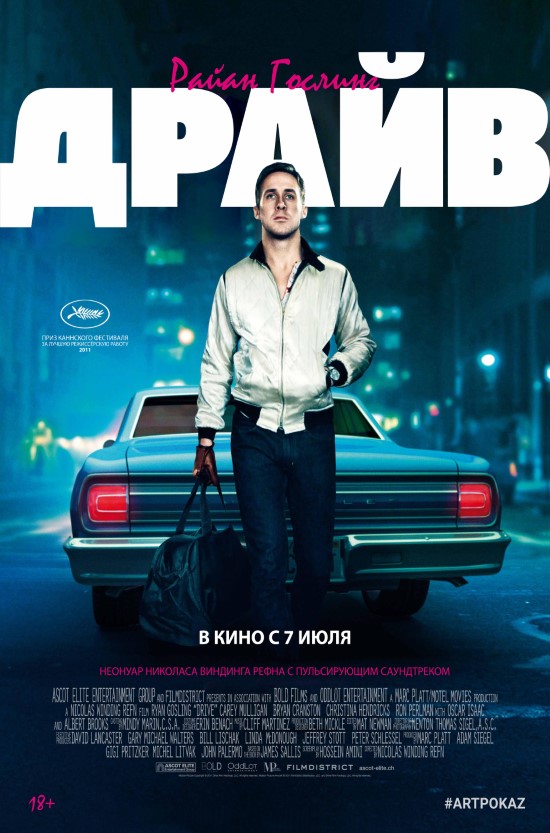 Райан Гослинг
ДРАЙВ
ПРИЗ КАННСКОГО ФЕСТИВАЛЯ
ЗА ЛУЧШУЮ РЕЖИССЕРСКУЮ РАБОТУ
2011
В КИНО С 7 ИЮЛЯ
НЕОНУАР НИКОЛАСА ВИНДИНГА РЕФНА С ПУЛЬСИРУЮЩИМ САУНДТРЕКОМ
ASCOT ELITE ENTERTAINMENT GROUP AND FILMDISTRICT PRESENTS IN ASSOCIATION WITH BOLD FILMS AND ODDLOT ENTERTAINMENT A MARC PLATT/MOTEL MOVIES PRODUCTION
A NICOLAS WINDING REFN FILM RYAN GOSLING "DRIVE" CAREY MULLIGAN BRYAN CRANSTON CHRISTINA HENDRICKS RON PERLMAN WITH OSCAR ISAAC
AND ALBERT BROOKS MINDY MARIN, C.S.A. ERIN BENACH CLIFF MARTINEZ BETH MICKLE MAT NEWMAN NEWTON THOMAS SIGEL, A.S.C.
DAVID LANCASTER GARY MICHAEL WALTERS BILL LISCHAK LINDA McDONOUGH JEFFREY STOTT PETER SCHLESSEL MARC PLATT ADAM SIEGEL
GIGI PRITZKER MICHEL LITVAK JOHN PALERMO JAMES SALLIS HOSSEIN AMINI NICOLAS WINDING REFN
ASCOT ELITE BOLD OddLot MP FILMDISTRICT ascot-elite.ch
18+
#ARTPOKAZ